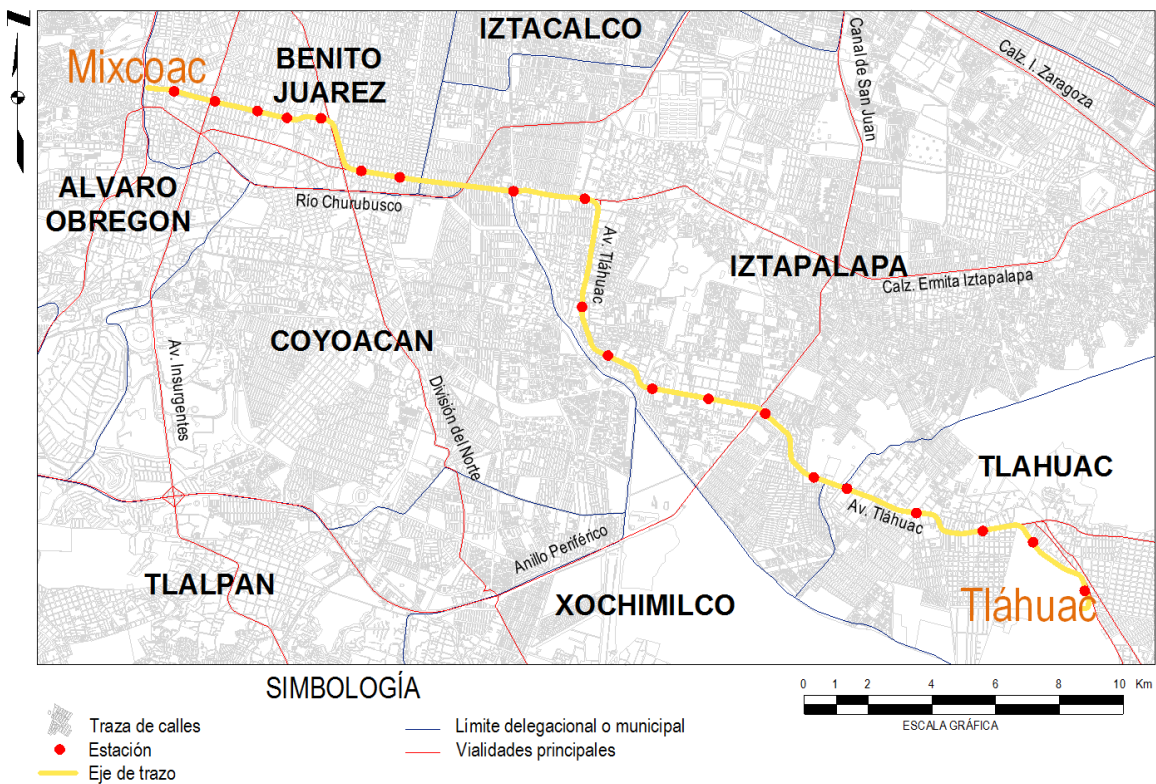 IZTACALCO
Mixcoac
BENITO
JUAREZ
Canal de San Juan
Calz. I. Zaragoza
ALVARO
OBREGON
Río Churubusco
Av. Tláhuac
IZTAPALAPA
Calz. Ermita Iztapalapa
COYOACAN
Av. Insurgentes
División del Norte
TLAHUAC
Av. Tláhuac
Anillo Periférico
TLALPAN
XOCHIMILCO
Tláhuac
SIMBOLOGÍA
0 1 2 4 6 8 10 Km
ESCALA GRÁFICA
Traza de calles
Estación
Eje de trazo
Limite delegacional o municipal
Vialidades principales